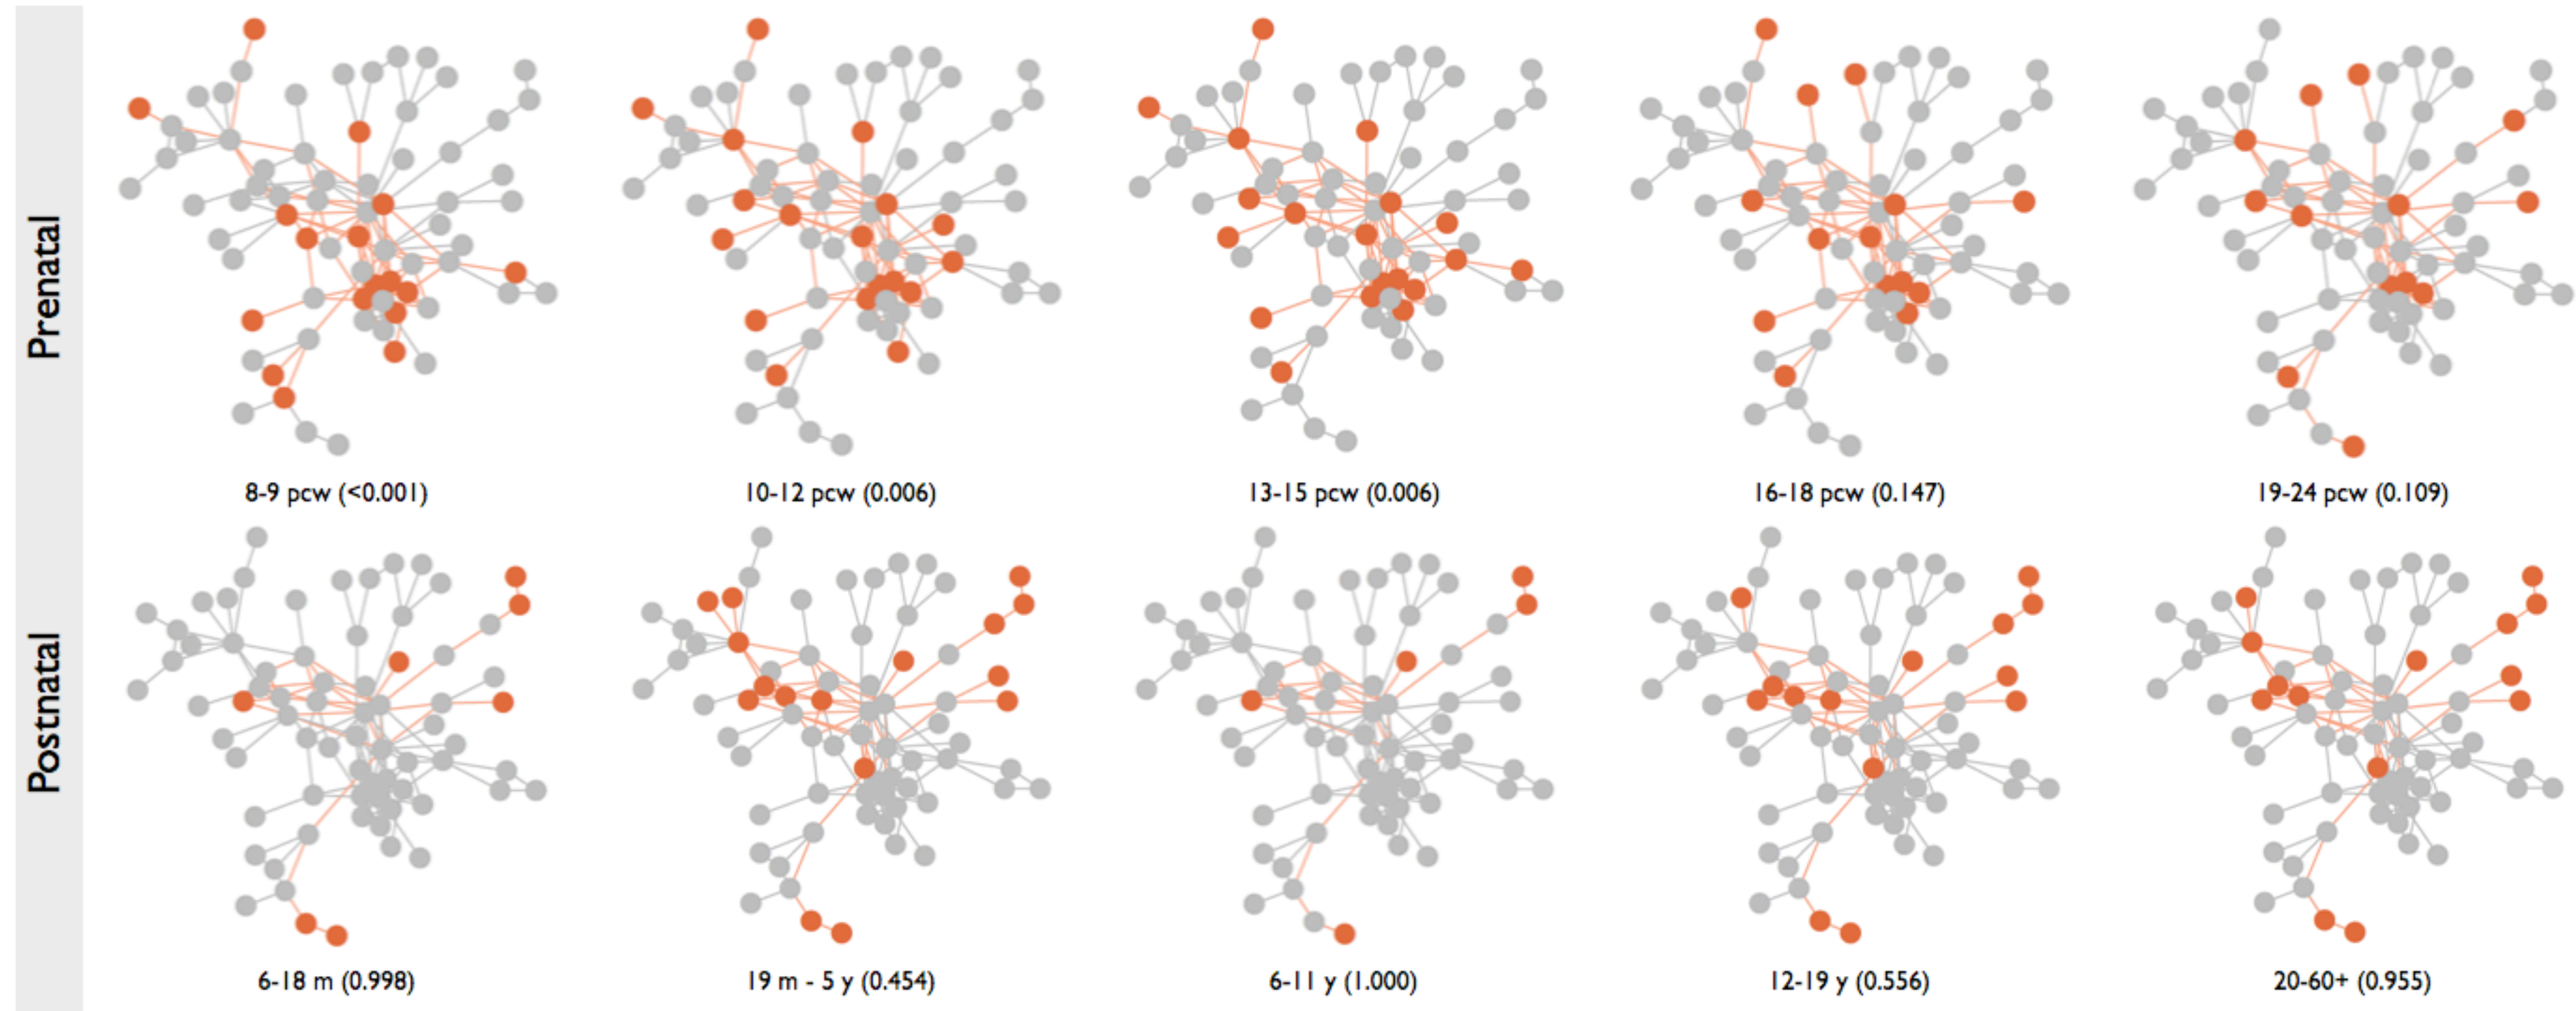 Prenatal
8-9 pcw (<0.001)
10-12 pcw (0.006)
13-15 pcw (0.006)
16-18 pcw (0.147)
19-24 pcw (0.109)
Postnatal
6-18 m (0.998)
19 m - 5 y (0.454)
6-11 y (1.000)
12-19 y (0.556)
20-60+ (0.955)